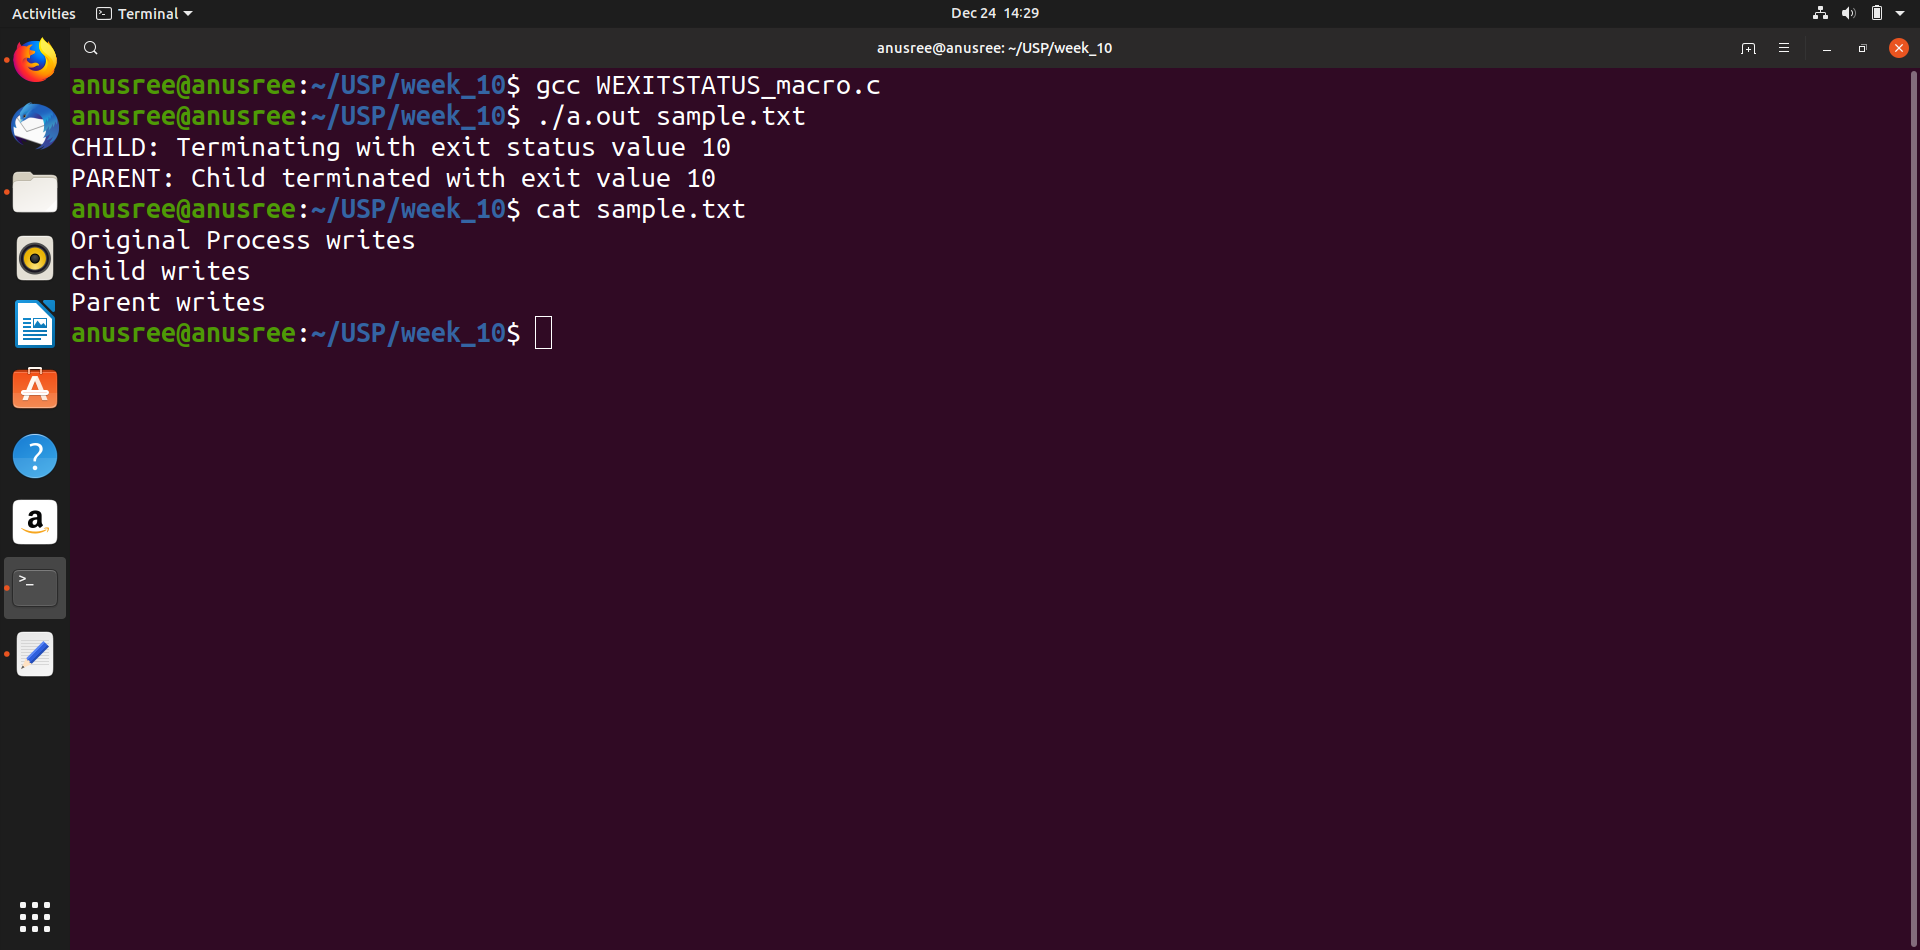 Activities Terminal Dec 24 14:29
anusree@anusree: ~/USP/week_10
anusree@anusree:~/USP/week_10$ gcc WEXITSTATUS_macro.c
anusree@anusree:~/USP/week_10$ ./a.out sample.txt
CHILD: Terminating with exit status value 10
PARENT: Child terminated with exit value 10
anusree@anusree:~/USP/week_10$ cat sample.txt
Original Process writes
child writes
Parent writes
anusree@anusree:~/USP/week_10$